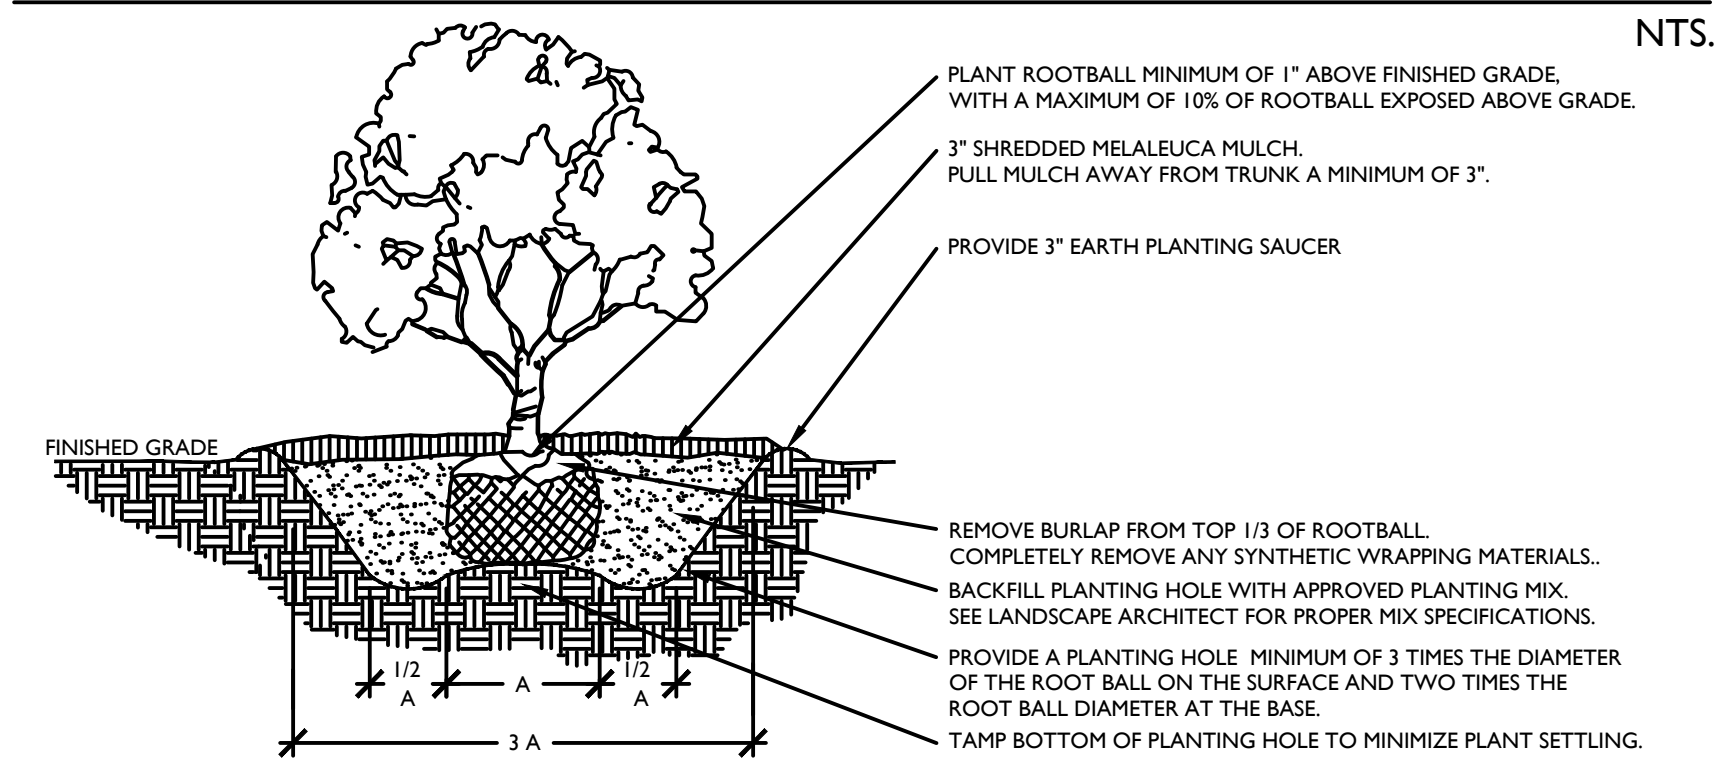 NTS.
PLANT ROOTBALL MINIMUM OF 1" ABOVE FINISHED GRADE,
WITH A MAXIMUM OF 10% OF ROOTBALL EXPOSED ABOVE GRADE.
3" SHREDDED MELALEUCA MULCH.
PULL MULCH AWAY FROM TRUNK A MINIMUM OF 3".
PROVIDE 3" EARTH PLANTING SAUCER
FINISHED GRADE
REMOVE BURLAP FROM TOP 1/3 OF ROOTBALL.
COMPLETELY REMOVE ANY SYNTHETIC WRAPPING MATERIALS..
BACKFILL PLANTING HOLE WITH APPROVED PLANTING MIX.
SEE LANDSCAPE ARCHITECT FOR PROPER MIX SPECIFICATIONS.
PROVIDE A PLANTING HOLE MINIMUM OF 3 TIMES THE DIAMETER
OF THE ROOT BALL ON THE SURFACE AND TWO TIMES THE
ROOT BALL DIAMETER AT THE BASE.
TAMP BOTTOM OF PLANTING HOLE TO MINIMIZE PLANT SETTLING.
1/2
A
A
1/2
A
3 A